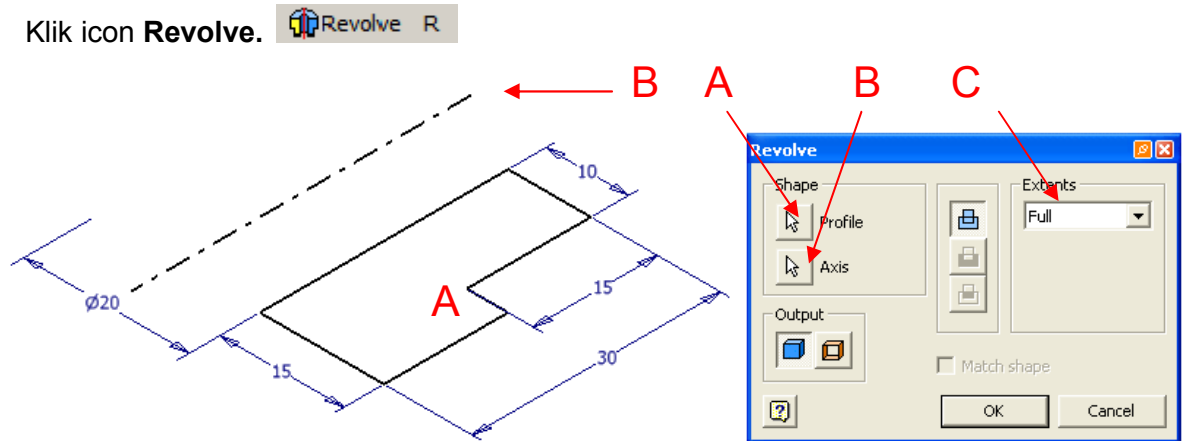 Klik icon Revolve. Revolve R
B A B C
10
Revolve
Shape
Extents
Profile
Full
Axis
A
15
Ø20
Output
15
30
Match shape
OK Cancel